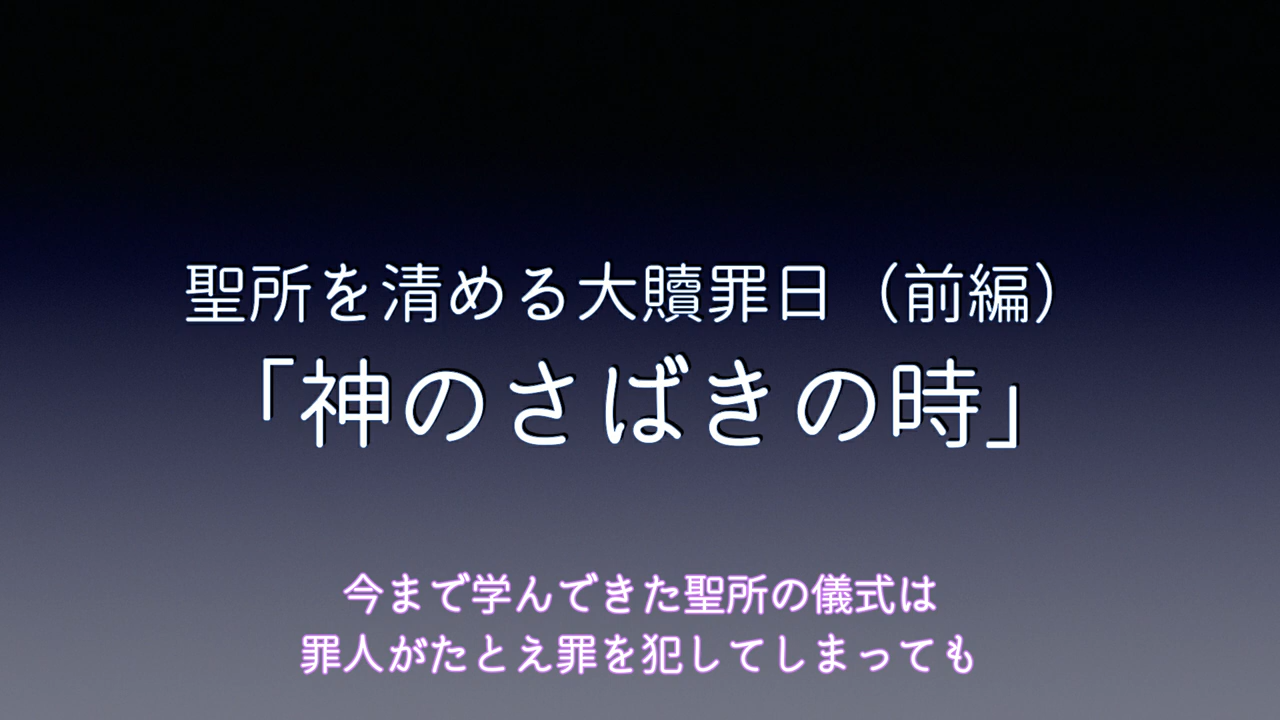 聖所を清める大贖罪日（前編）
「神のさばきの時」
今まで学んできた聖所の儀式は
罪人がたとえ罪を犯してしまっても